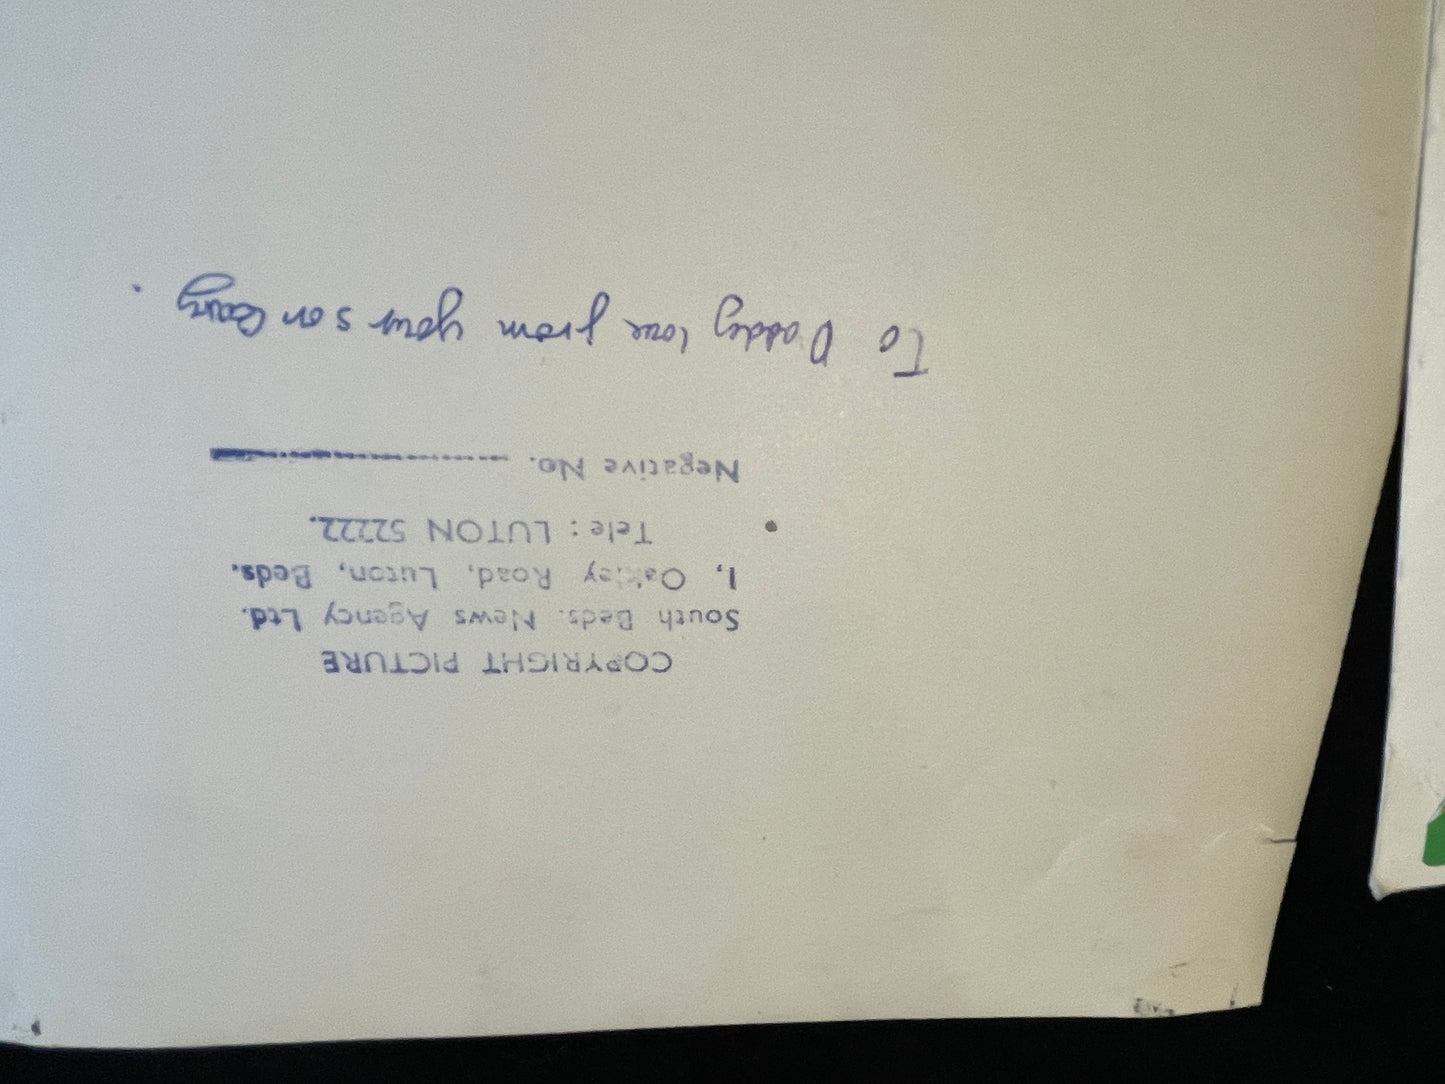 COPYRIGHT PICTURE
South Beds. News Agency Ltd.
1, Oakley Road, Luton, Beds.
Tele: LUTON 52222.
Negative No.
To Daddy love from your son